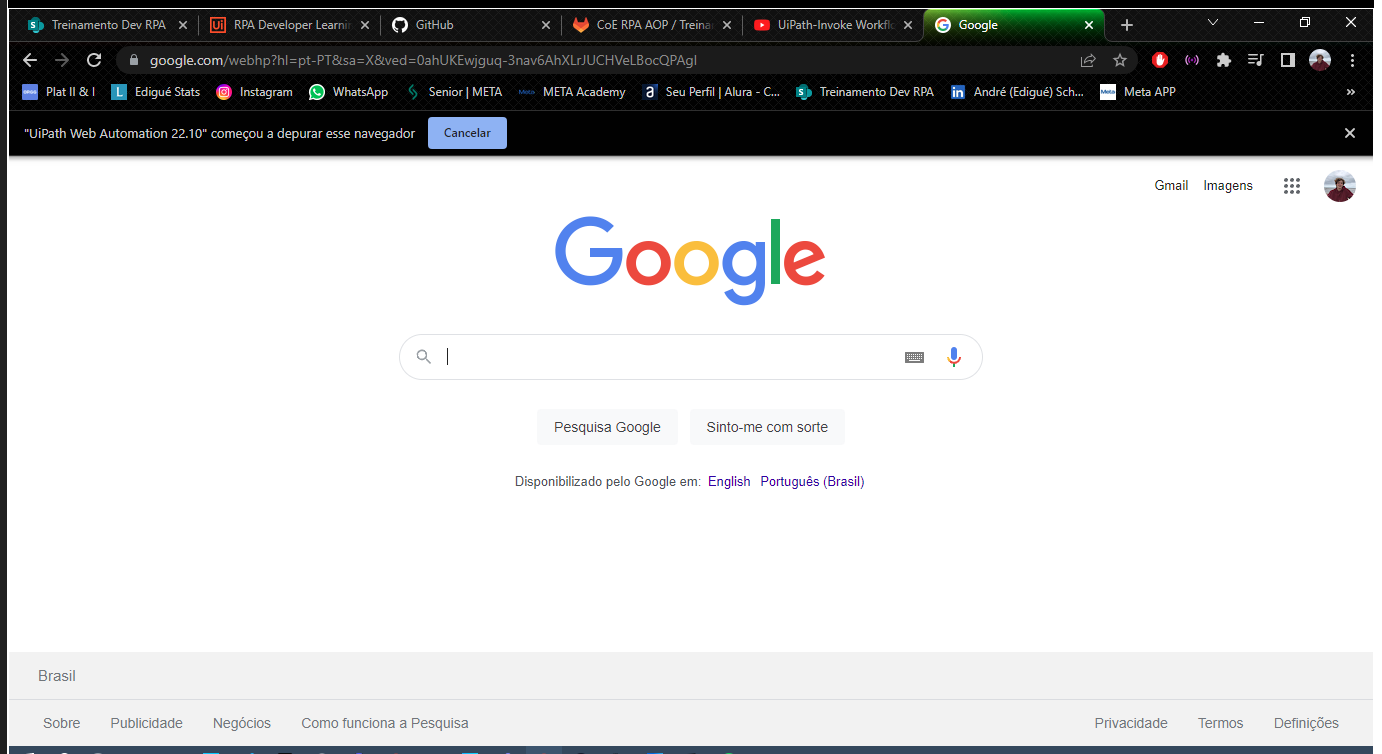 Treinamento Dev RPA RPA Developer Learnin GitHub CoE RPA AOP / Treina UiPath-Invoke Workflo Google
google.com/webhp?hl=pt-PT&sa=X&ved=0ahUKEwjguq-3nav6AhXLrJUCHVeLBocQPAgI
Plat II & I L Edigué Stats Instagram WhatsApp Senior | META META Academy a Seu Perfil | Alura - C... Treinamento Dev RPA in André (Edigué) Sch... Meta APP
"UiPath Web Automation 22.10" começou a depurar esse navegador Cancelar
Gmail Imagens
Google
Pesquisa Google Sinto-me com sorte
Disponibilizado pelo Google em: English Português (Brasil)
Brasil
Sobre Publicidade Negócios Como funciona a Pesquisa Privacidade Termos Definições